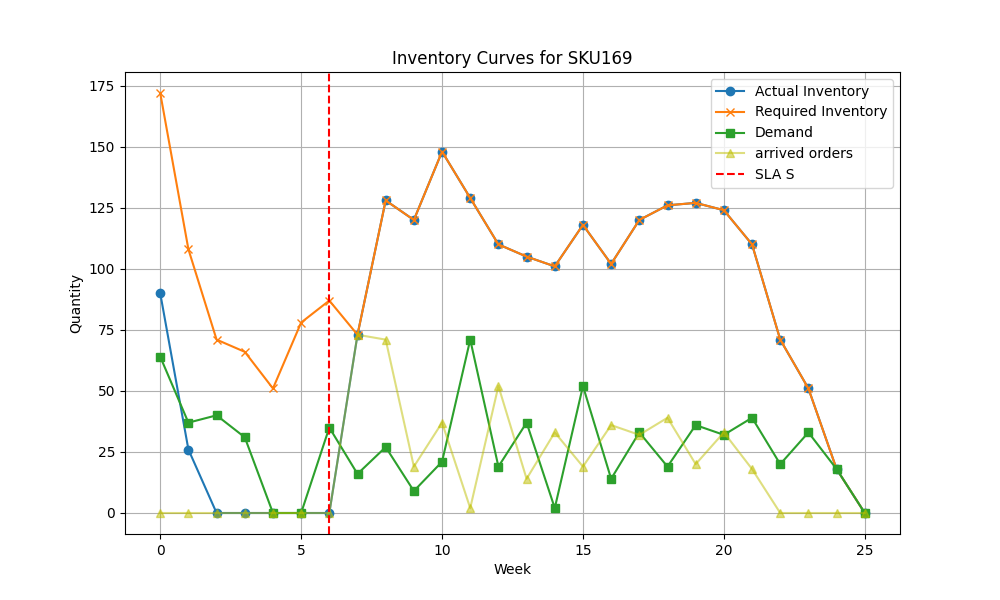 Inventory Curves for SKU169
175
150
125
100
75
50
25
0
Quantity
Actual Inventory
Required Inventory
Demand
arrived orders
SLA S
0 5 10 15 20 25
Week